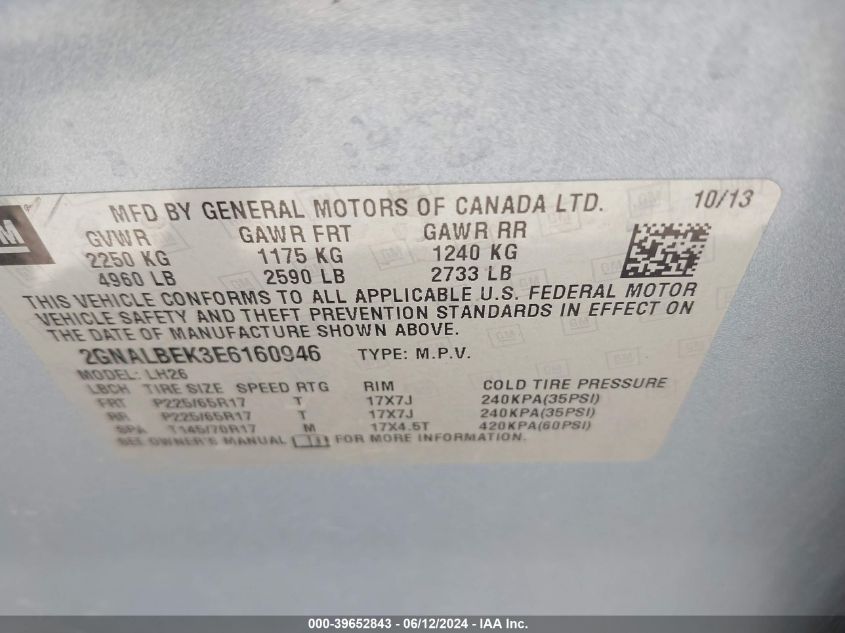 MFD BY GENERAL MOTORS OF CANADA LTD. 10/13
GVWR GAWR FRT GAWR RR
2250 KG 1175 KG 1240 KG
4960 LB 2590 LB 2733 LB
THIS VEHICLE CONFORMS TO ALL APPLICABLE U.S. FEDERAL MOTOR
VEHICLE SAFETY AND THEFT PREVENTION STANDARDS IN EFFECT ON
THE DATE OF MANUFACTURE SHOWN ABOVE.
2GNALBEK3E6160946 TYPE: M.P.V.
MODEL: LH26
LBCH TIRE SIZE SPEED RTG RIM COLD TIRE PRESSURE
FRT P225/65R17 T 17X7J 240KPA(35PSI)
RR P225/65R17 T 17X7J 240KPA(35PSI)
SPA T145/70R17 M 17X4.5T 420KPA(60PSI)
SEE OWNER'S MANUAL FOR MORE INFORMATION.
000-39652843 - 06/12/2024 - IAA Inc.